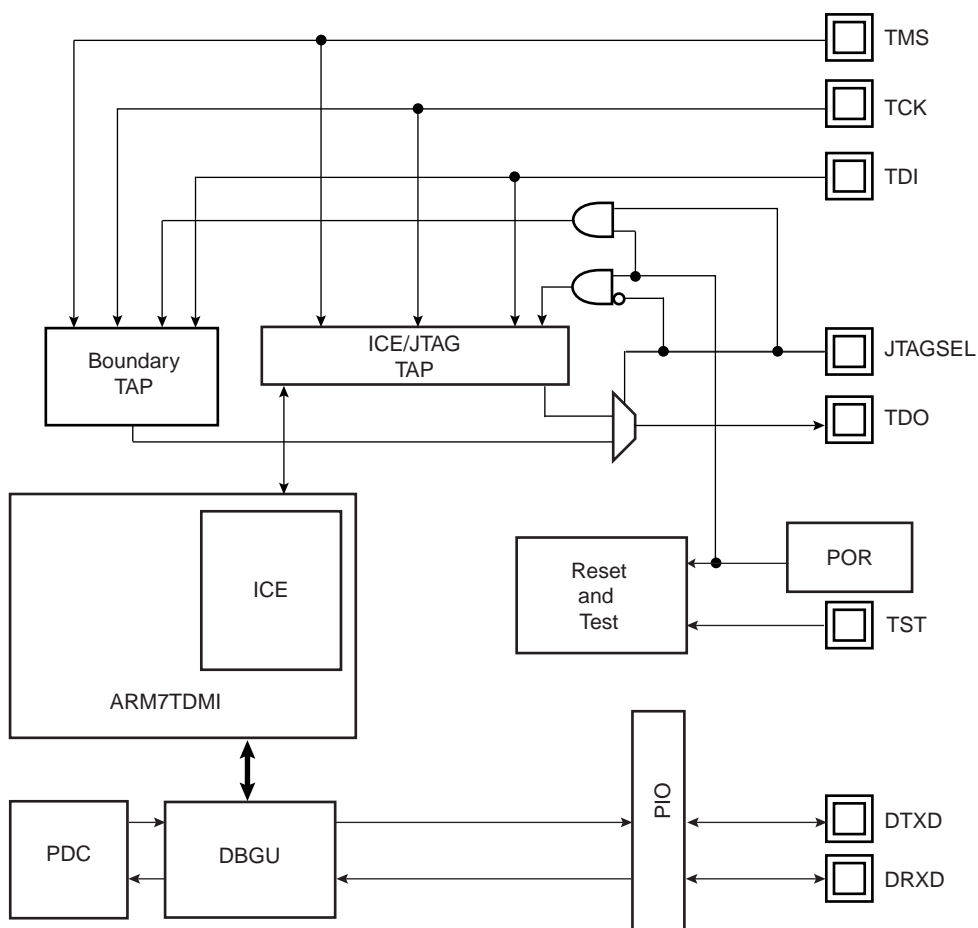 TMS
TCK
TDI
Boundary
TAP
ICE/JTAG
TAP
JTAGSEL
TDO
Reset
and
Test
POR
ICE
TST
ARM7TDMI
PDC
DBGU
PIO
DTXD
DRXD